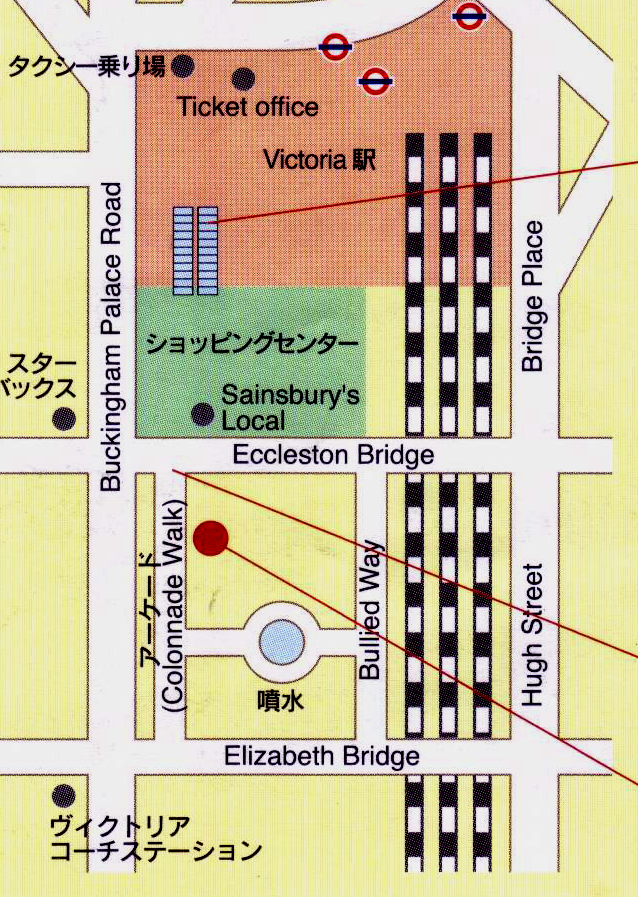 タクシー乗り場
Ticket office
Victoria 駅
Buckingham Palace Road
Bridge Place
ショッピングセンター
スター
バックス
Sainsbury's
Local
Eccleston Bridge
アーケード
(Colonnade Walk)
Bullied Way
Hugh Street
噴水
Elizabeth Bridge
ヴィクトリア
コーチステーション